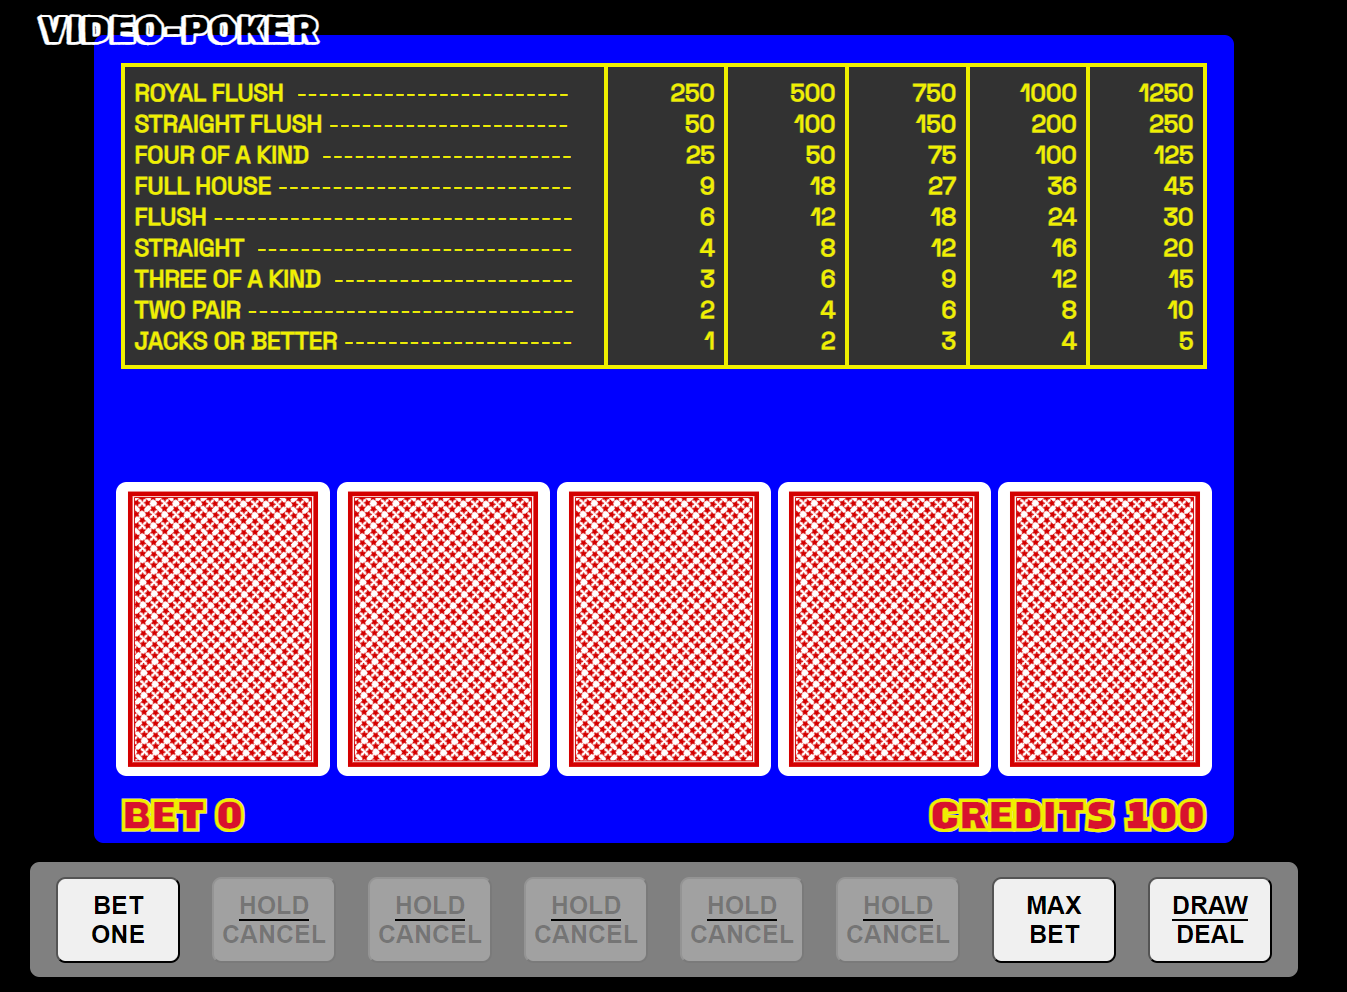 VIDEO-POKER
ROYAL FLUSH ------------------------- 250 500 750 1000 1250
STRAIGHT FLUSH ---------------------- 50 100 150 200 250
FOUR OF A KIND ----------------------- 25 50 75 100 125
FULL HOUSE --------------------------- 9 18 27 36 45
FLUSH --------------------------------- 6 12 18 24 30
STRAIGHT ----------------------------- 4 8 12 16 20
THREE OF A KIND ---------------------- 3 6 9 12 15
TWO PAIR ------------------------------ 2 4 6 8 10
JACKS OR BETTER --------------------- 1 2 3 4 5
BET 0 CREDITS 100
BET ONE
HOLD CANCEL
HOLD CANCEL
HOLD CANCEL
HOLD CANCEL
HOLD CANCEL
MAX BET
DRAW DEAL